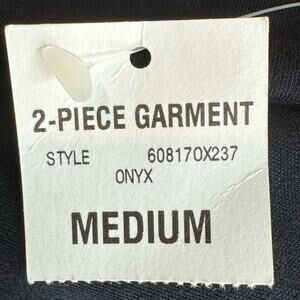 2-PIECE GARMENT
STYLE 608170X237
ONYX
MEDIUM